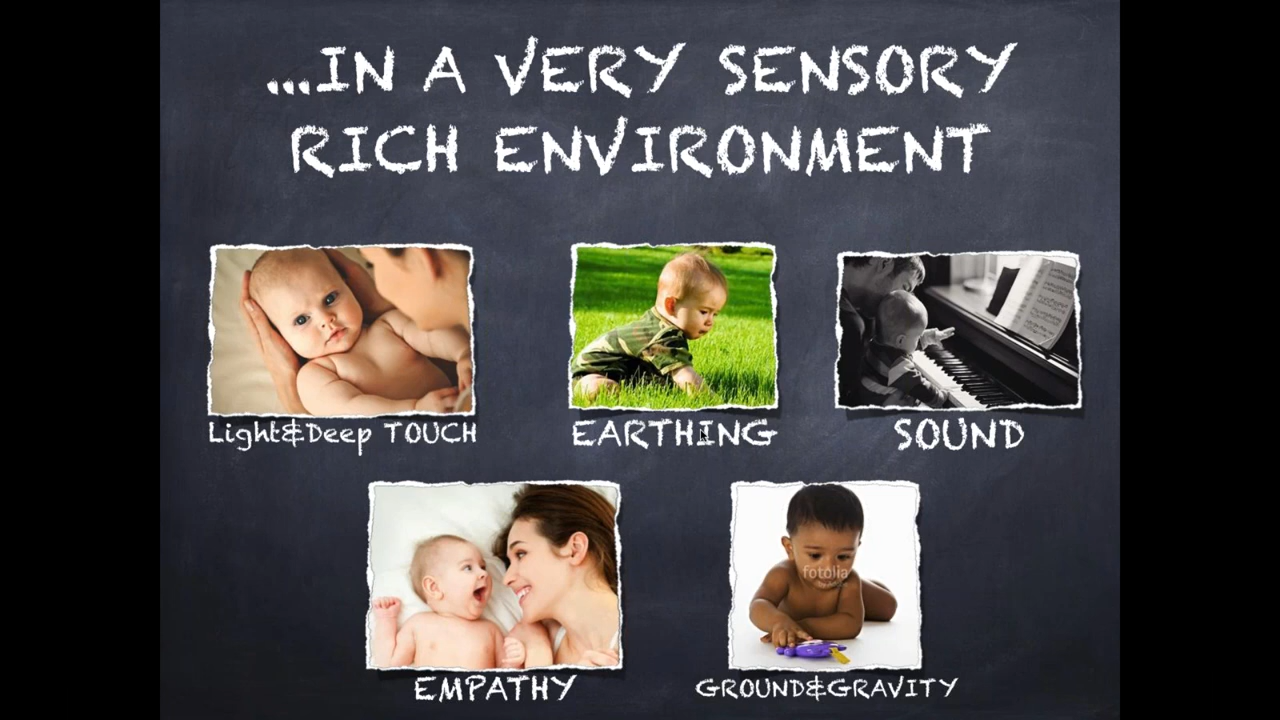 ...IN A VERY SENSORY
RICH ENVIRONMENT
Light&Deep TOUCH
EARTHING
SOUND
fotolia
EMPATHY
GROUND&GRAVITY